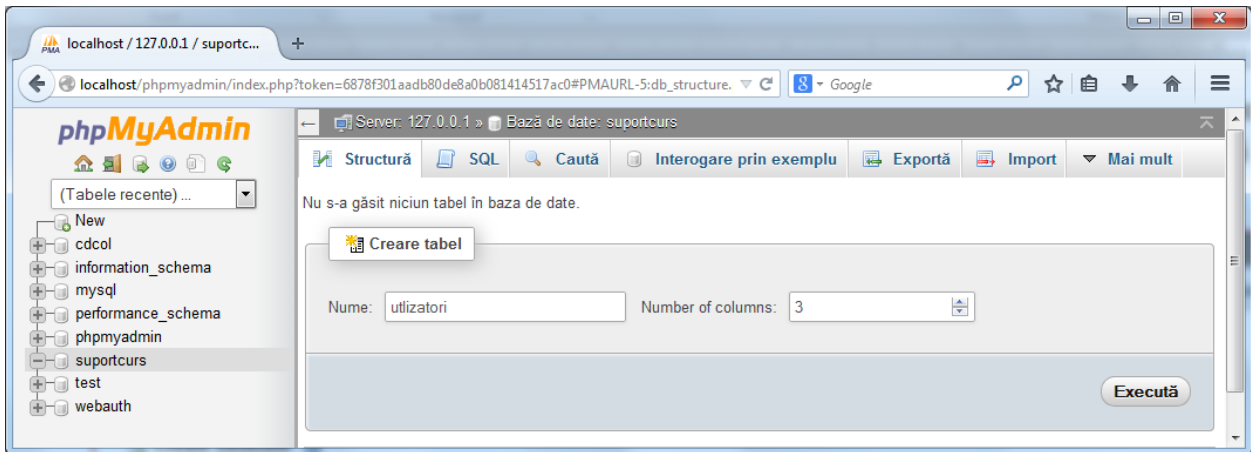 localhost / 127.0.0.1 / suportc...
localhost/phpmyadmin/index.php?token=6878f301aadb80de8a0b081414517ac0#PMAURL-5:db_structure.
Google
phpMyAdmin
(Tabele recente) ...
New
cdcol
information_schema
mysql
performance_schema
phpmyadmin
suportcurs
test
webauth
Server: 127.0.0.1 » Bază de date: suportcurs
Structură SQL Caută Interogare prin exemplu Exportă Import Mai mult
Nu s-a găsit niciun tabel în baza de date.
Creare tabel
Nume: utlizatori Number of columns: 3
Execută